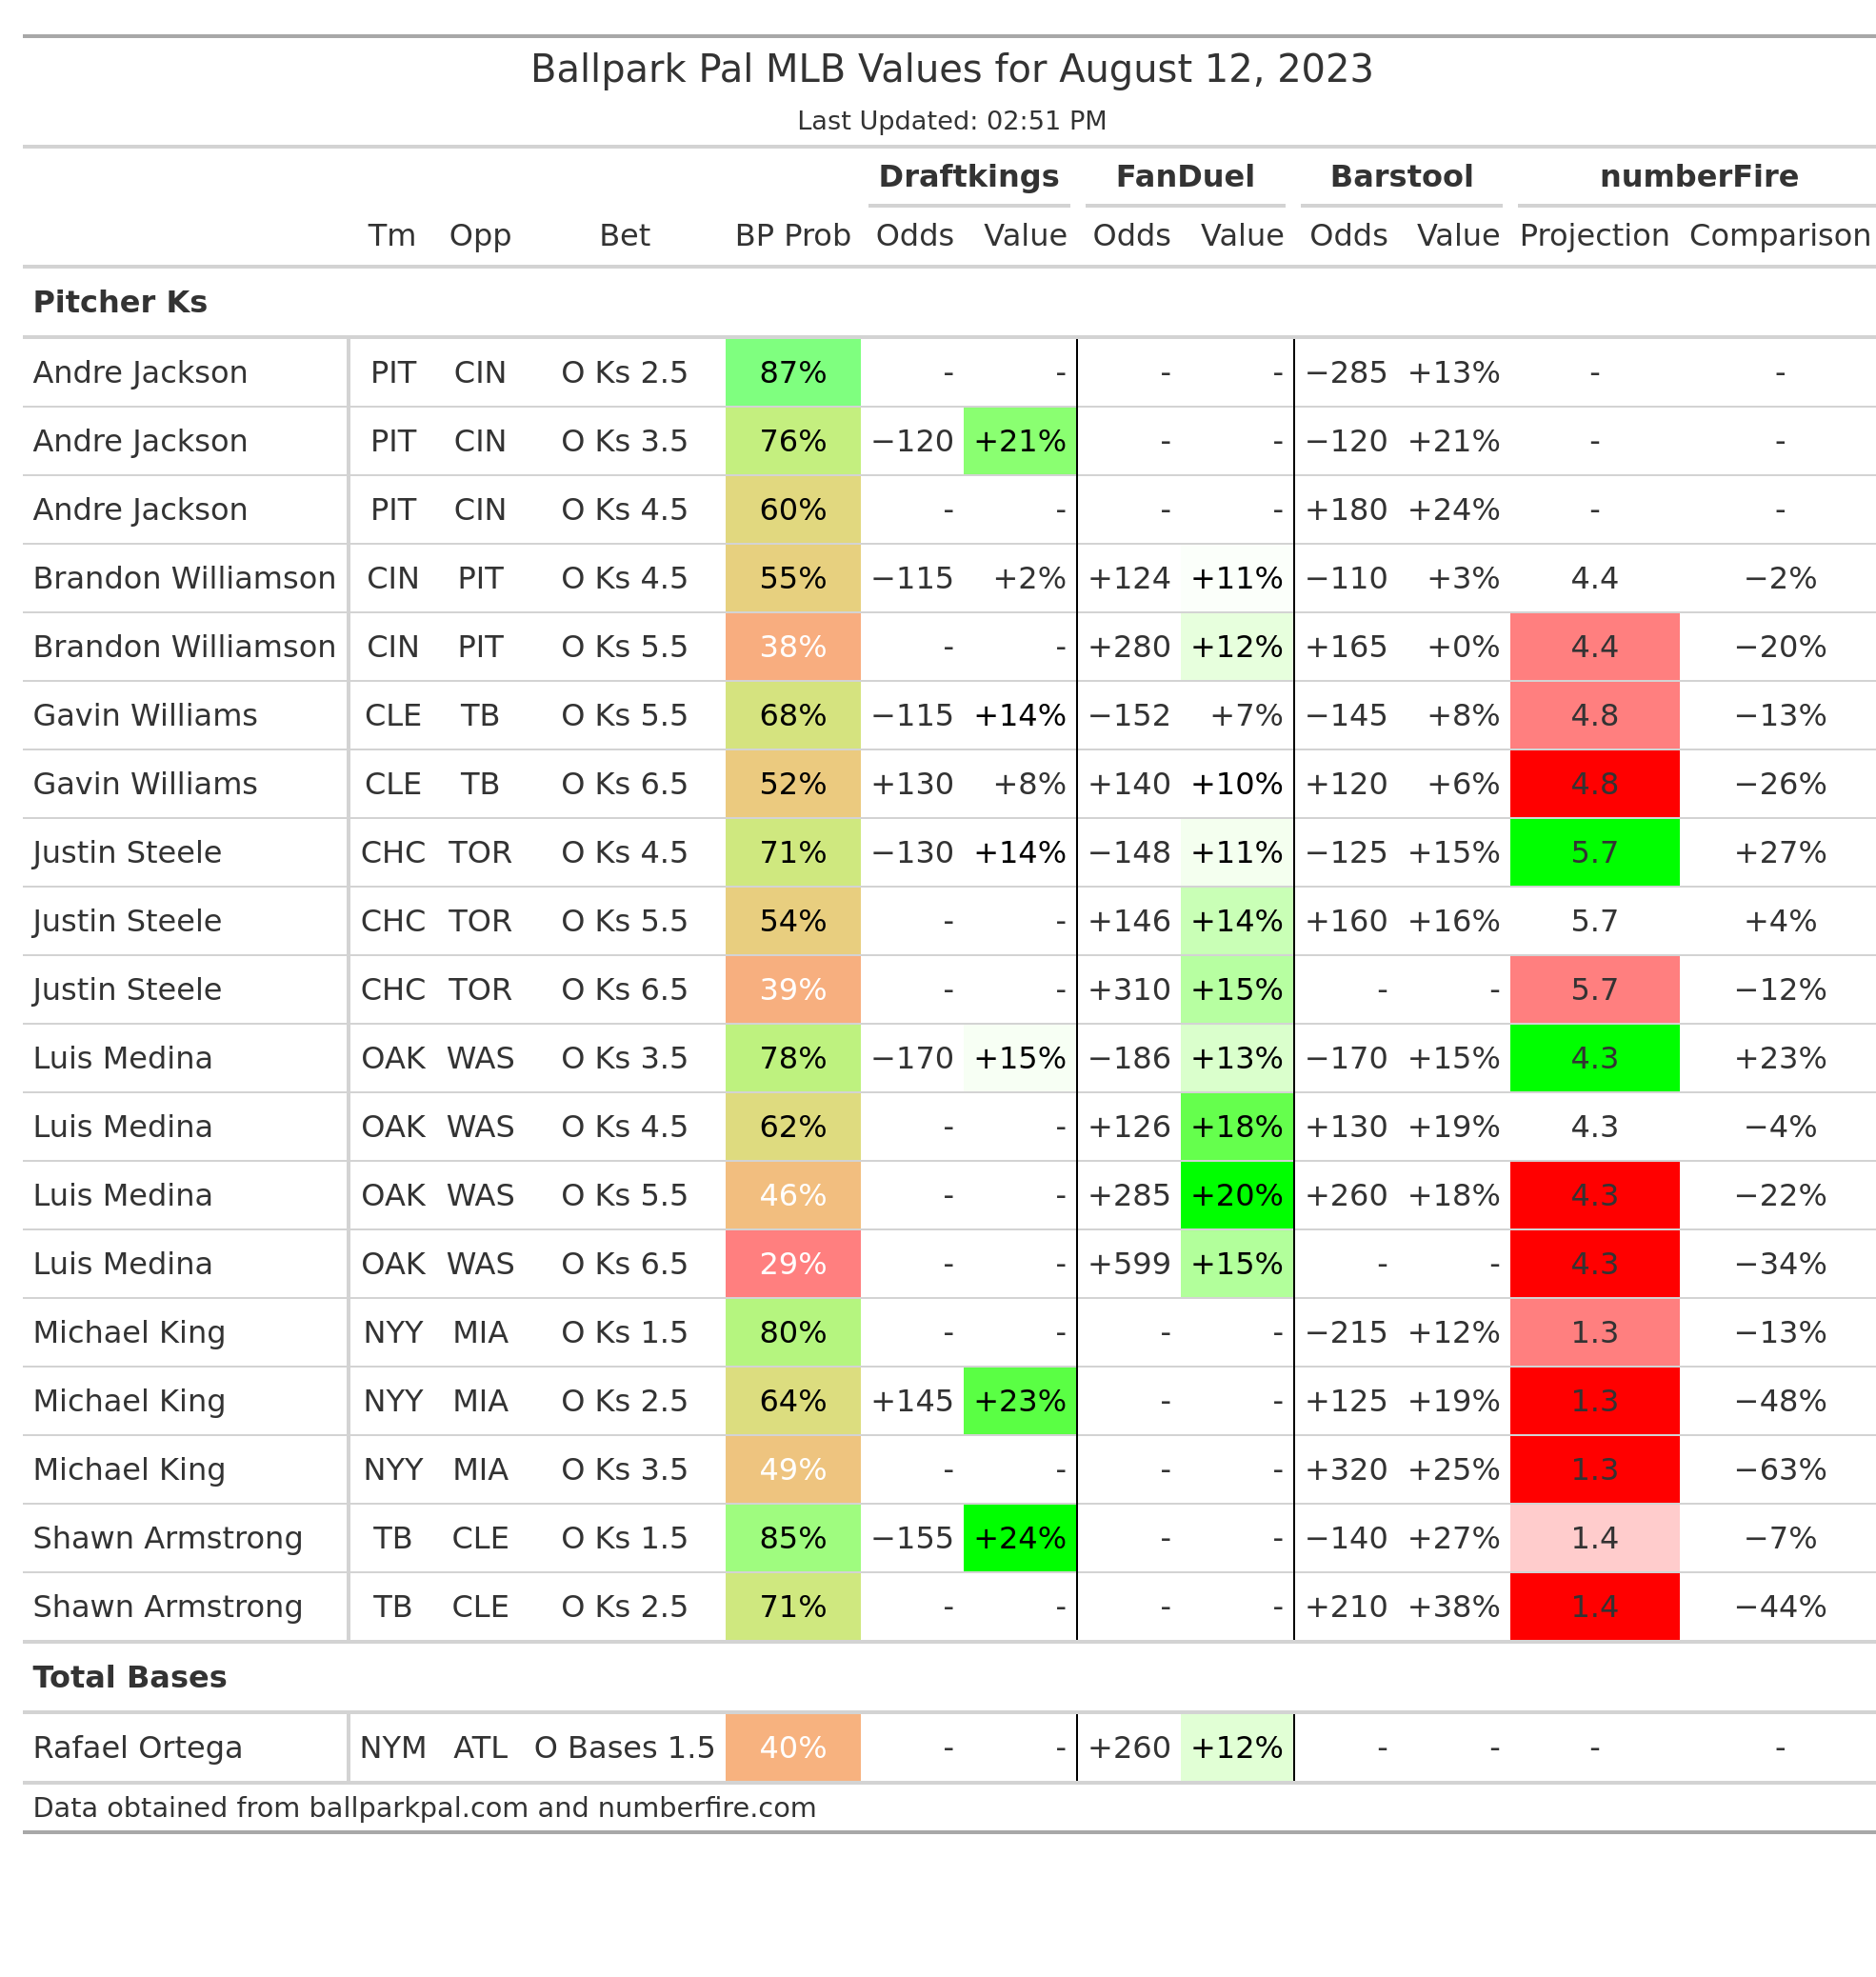 Ballpark Pal MLB Values for August 12, 2023
Last Updated: 02:51 PM
Draftkings FanDuel Barstool numberFire
Tm Opp Bet BP Prob Odds Value Odds Value Odds Value Projection Comparison
Pitcher Ks
Andre Jackson PIT CIN O Ks 2.5 87% - - - - −285 +13% - -
Andre Jackson PIT CIN O Ks 3.5 76% −120 +21% - - −120 +21% - -
Andre Jackson PIT CIN O Ks 4.5 60% - - - - +180 +24% - -
Brandon Williamson CIN PIT O Ks 4.5 55% −115 +2% +124 +11% −110 +3% 4.4 −2%
Brandon Williamson CIN PIT O Ks 5.5 38% - - +280 +12% +165 +0% 4.4 −20%
Gavin Williams CLE TB O Ks 5.5 68% −115 +14% −152 +7% −145 +8% 4.8 −13%
Gavin Williams CLE TB O Ks 6.5 52% +130 +8% +140 +10% +120 +6% 4.8 −26%
Justin Steele CHC TOR O Ks 4.5 71% −130 +14% −148 +11% −125 +15% 5.7 +27%
Justin Steele CHC TOR O Ks 5.5 54% - - +146 +14% +160 +16% 5.7 +4%
Justin Steele CHC TOR O Ks 6.5 39% - - +310 +15% - - 5.7 −12%
Luis Medina OAK WAS O Ks 3.5 78% −170 +15% −186 +13% −170 +15% 4.3 +23%
Luis Medina OAK WAS O Ks 4.5 62% - - +126 +18% +130 +19% 4.3 −4%
Luis Medina OAK WAS O Ks 5.5 46% - - +285 +20% +260 +18% 4.3 −22%
Luis Medina OAK WAS O Ks 6.5 29% - - +599 +15% - - 4.3 −34%
Michael King NYY MIA O Ks 1.5 80% - - - - −215 +12% 1.3 −13%
Michael King NYY MIA O Ks 2.5 64% +145 +23% - - +125 +19% 1.3 −48%
Michael King NYY MIA O Ks 3.5 49% - - - - +320 +25% 1.3 −63%
Shawn Armstrong TB CLE O Ks 1.5 85% −155 +24% - - −140 +27% 1.4 −7%
Shawn Armstrong TB CLE O Ks 2.5 71% - - - - +210 +38% 1.4 −44%
Total Bases
Rafael Ortega NYM ATL O Bases 1.5 40% - - +260 +12% - - - -
Data obtained from ballparkpal.com and numberfire.com